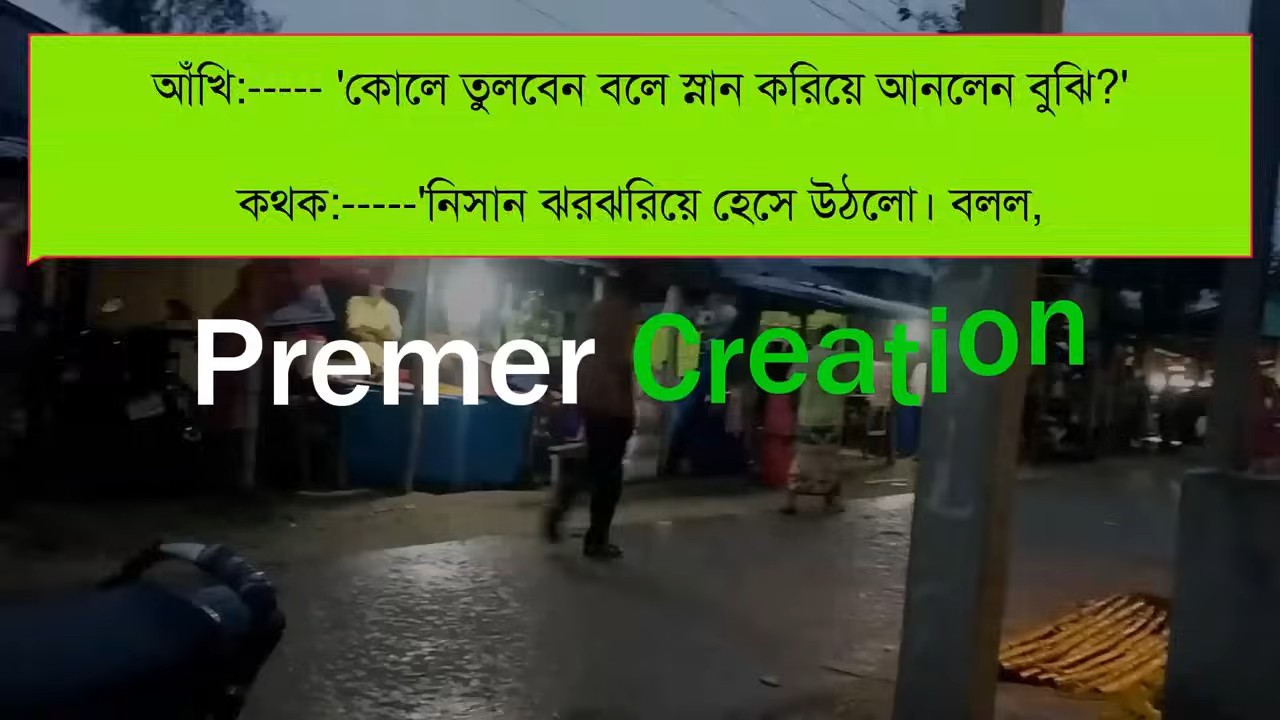 আঁখি:----- 'কোলে তুলবেন বলে স্নান করিয়ে আনলেন বুঝি?'
কথক:-----'নিসান ঝরঝরিয়ে হেসে উঠলো। বলল,
Premer Creation